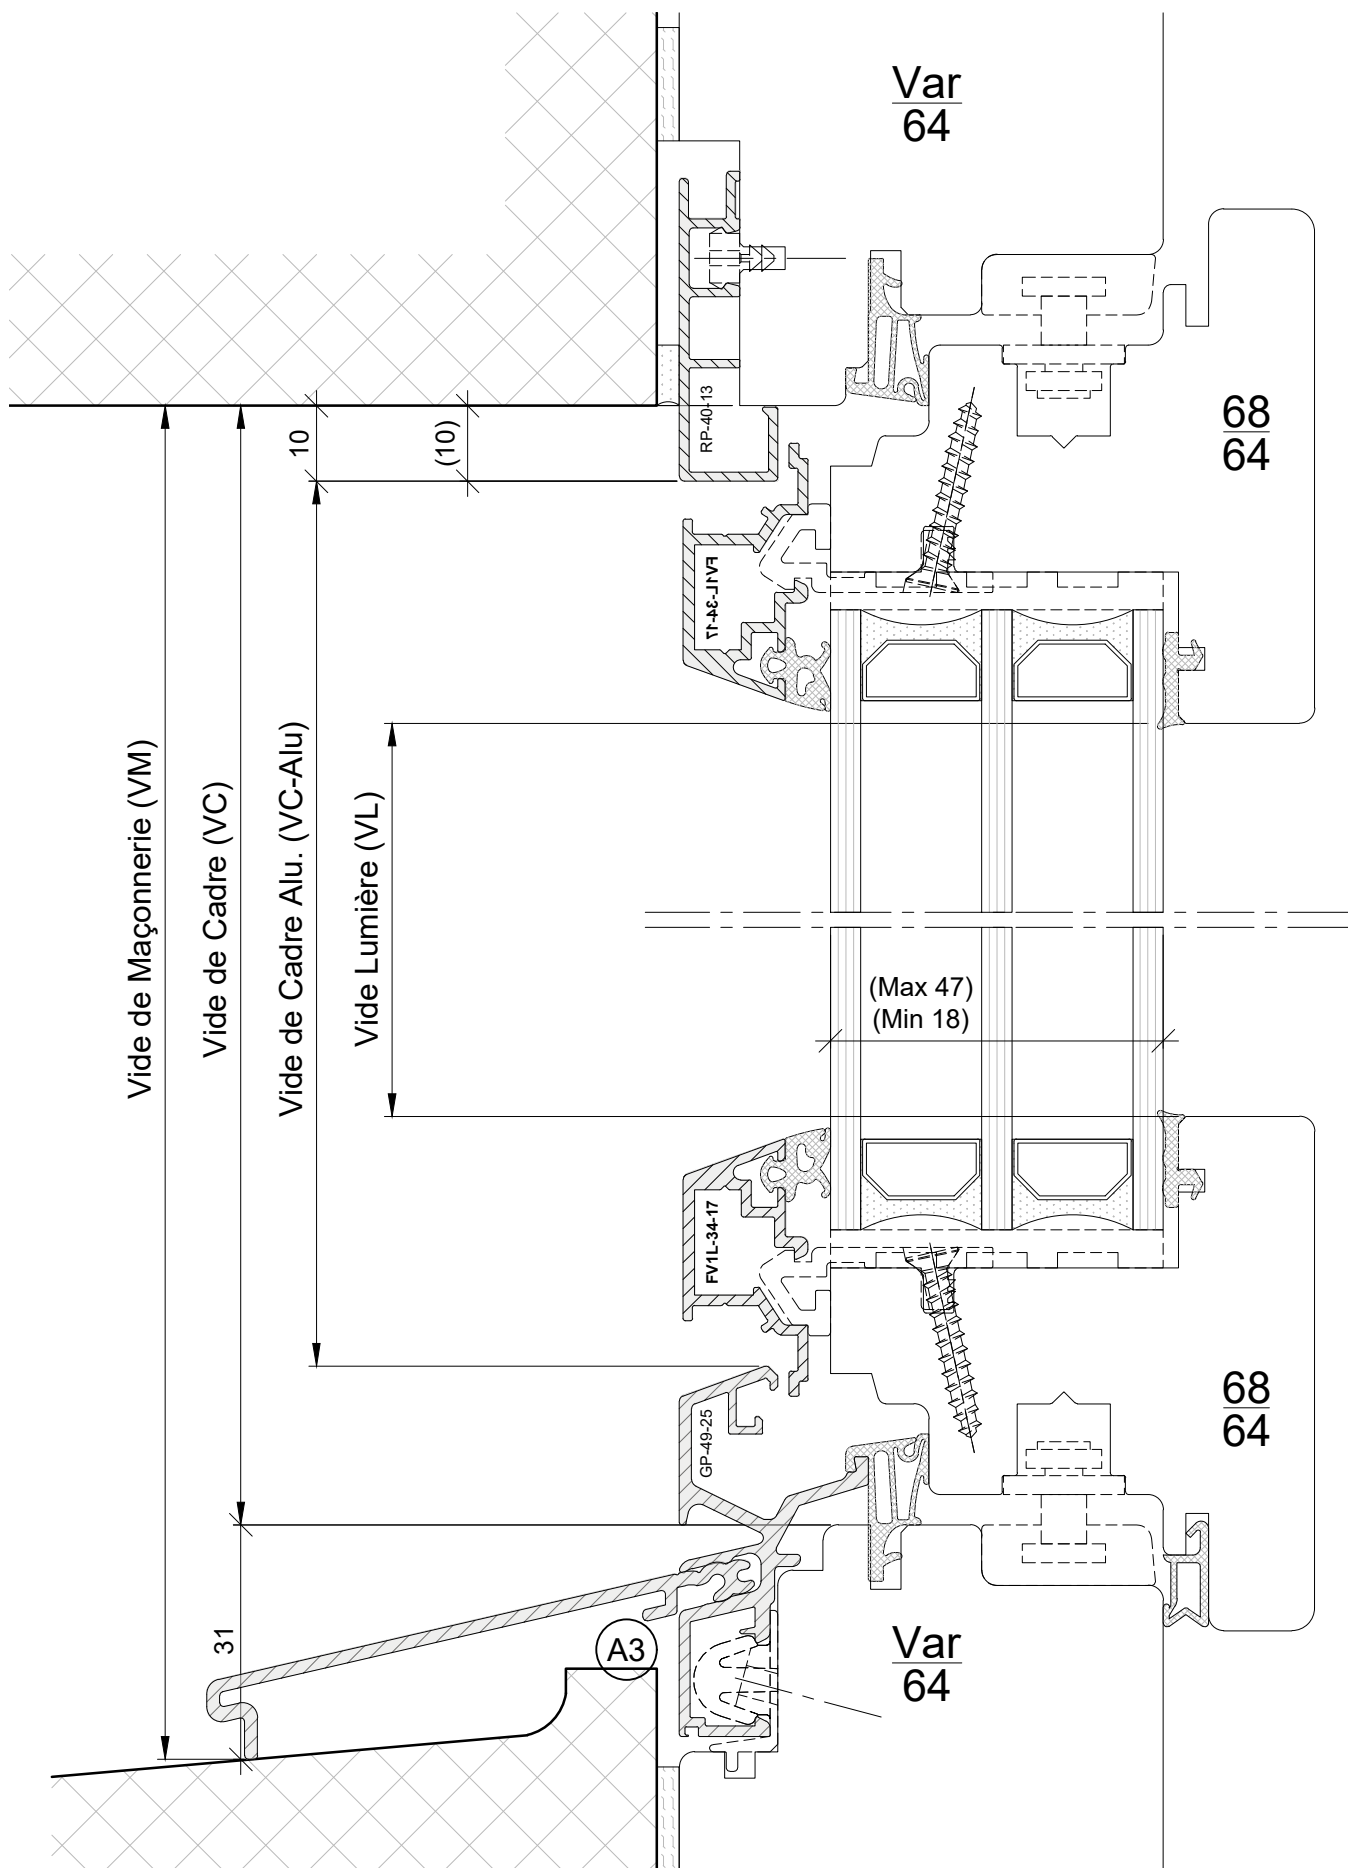 Var
64
10
(10)
RP-40-13
68
64
FV1L-34-17
Vide de Maçonnerie (VM)
Vide de Cadre (VC)
Vide de Cadre Alu. (VC-Alu)
Vide Lumière (VL)
(Max 47)
(Min 18)
FV1L-34-17
GP-49-25
68
64
31
A3
Var
64